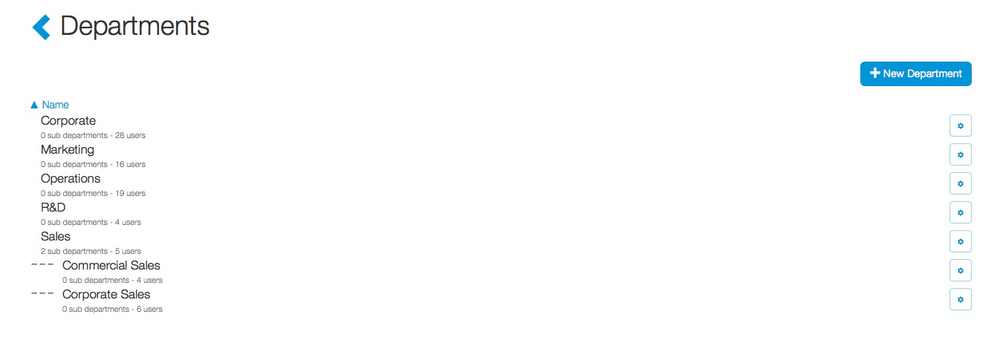 Departments
New Department
Name
Corporate
0 sub departments - 28 users
Marketing
0 sub departments - 16 users
Operations
0 sub departments - 19 users
R&D
0 sub departments - 4 users
Sales
2 sub departments - 5 users
--- Commercial Sales
0 sub departments - 4 users
--- Corporate Sales
0 sub departments - 6 users